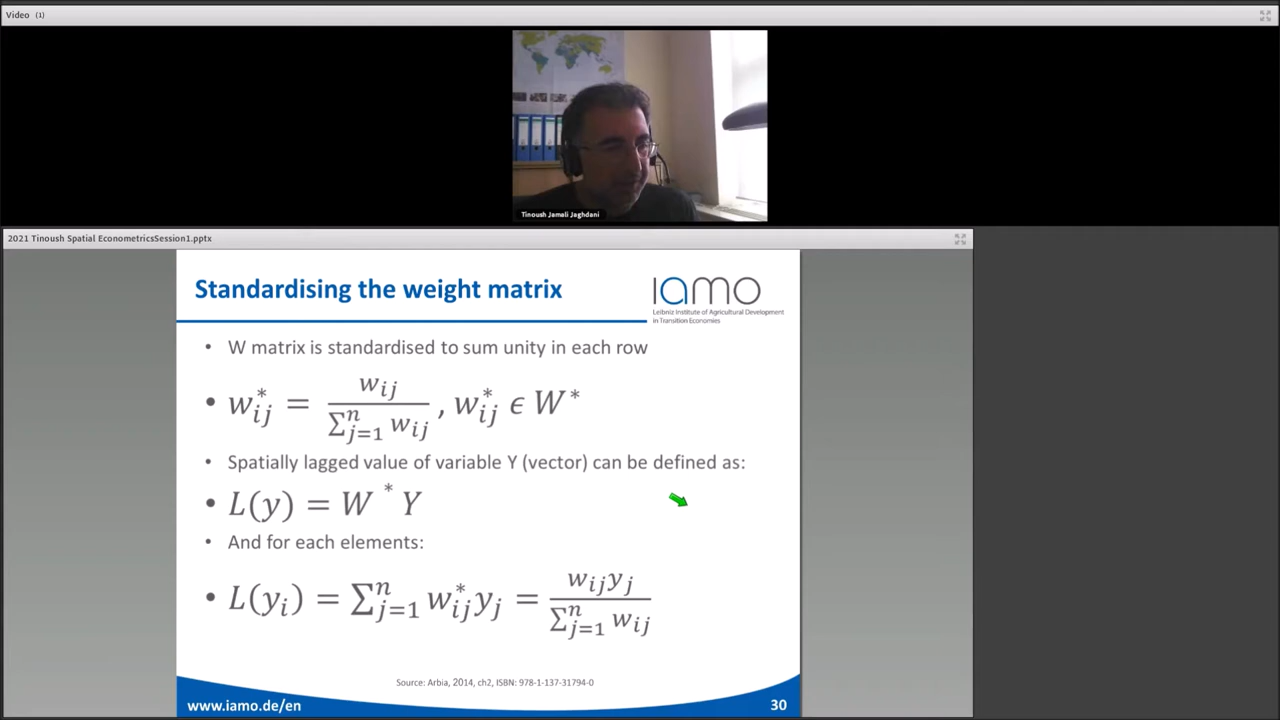 Video (1)
Tinoush Jamali Jaghdani
2021 Tinoush Spatial EconometricsSession1.pptx
Standardising the weight matrix
iamo
Leibniz Institute of Agricultural Development
in Transition Economies
• W matrix is standardised to sum unity in each row
• w*ij = wij / ∑ⁿj=1 wij , w*ij ϵ W*
• Spatially lagged value of variable Y (vector) can be defined as:
• L(y) = W * Y
• And for each elements:
• L(yi) = ∑ⁿj=1 w*ij yj = wij yj / ∑ⁿj=1 wij
Source: Arbia, 2014, ch2, ISBN: 978-1-137-31794-0
www.iamo.de/en
30